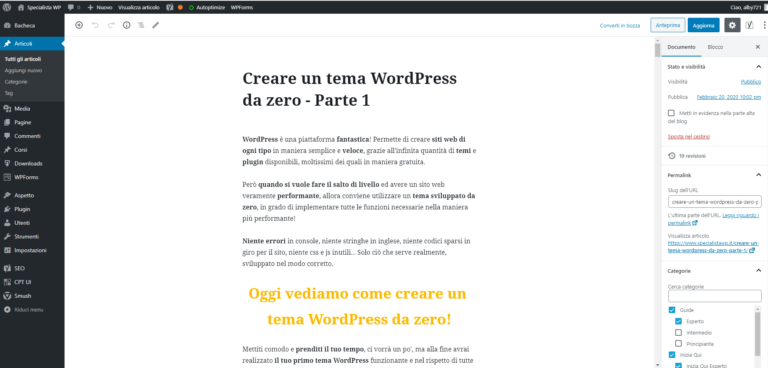 Specialista WP 0 Nuovo Visualizza articolo Autoptimize WPForms Ciao, alby721
Bacheca
Articoli
Tutti gli articoli
Aggiungi nuovo
Categorie
Tag
Media
Pagine
Commenti
Corsi
Downloads
WPForms
Aspetto
Plugin
Utenti
Strumenti
Impostazioni
SEO
CPT UI
Smush
Riduci menu
Converti in bozza Anteprima Aggiorna
Creare un tema WordPress
da zero - Parte 1
WordPress è una piattaforma fantastica! Permette di creare siti web di
ogni tipo in maniera semplice e veloce, grazie all'infinita quantità di temi e
plugin disponibili, moltissimi dei quali in maniera gratuita.
Però quando si vuole fare il salto di livello ed avere un sito web
veramente performante, allora conviene utilizzare un tema sviluppato da
zero, in grado di implementare tutte le funzioni necessarie nella maniera
più performante!
Niente errori in console, niente stringhe in inglese, niente codici sparsi in
giro per il sito, niente css e js inutili... Solo ciò che serve realmente,
sviluppato nel modo corretto.
Oggi vediamo come creare un
tema WordPress da zero!
Mettiti comodo e prenditi il tuo tempo, ci vorrà un po', ma alla fine avrai
realizzato il tuo primo tema WordPress funzionante e nel rispetto di tutte
Documento Blocco
Stato e visibilità
Visibilità Pubblico
Pubblica Febbraio 20, 2020 10:02 pm
Metti in evidenza nella parte alta
del blog
Sposta nel cestino
19 revisioni
Permalink
Slug dell'URL
creare-un-tema-wordpress-da-zero-p
L'ultima parte dell'URL. Leggi riguardo i
permalink
Visualizza articolo
https://www.specialistawp.it/creare-un-
tema-wordpress-da-zero-parte-1/
Categorie
Cerca categorie
Guide
Esperto
Intermedio
Principiante
Inizia Qui
Inizia Qui Esperto